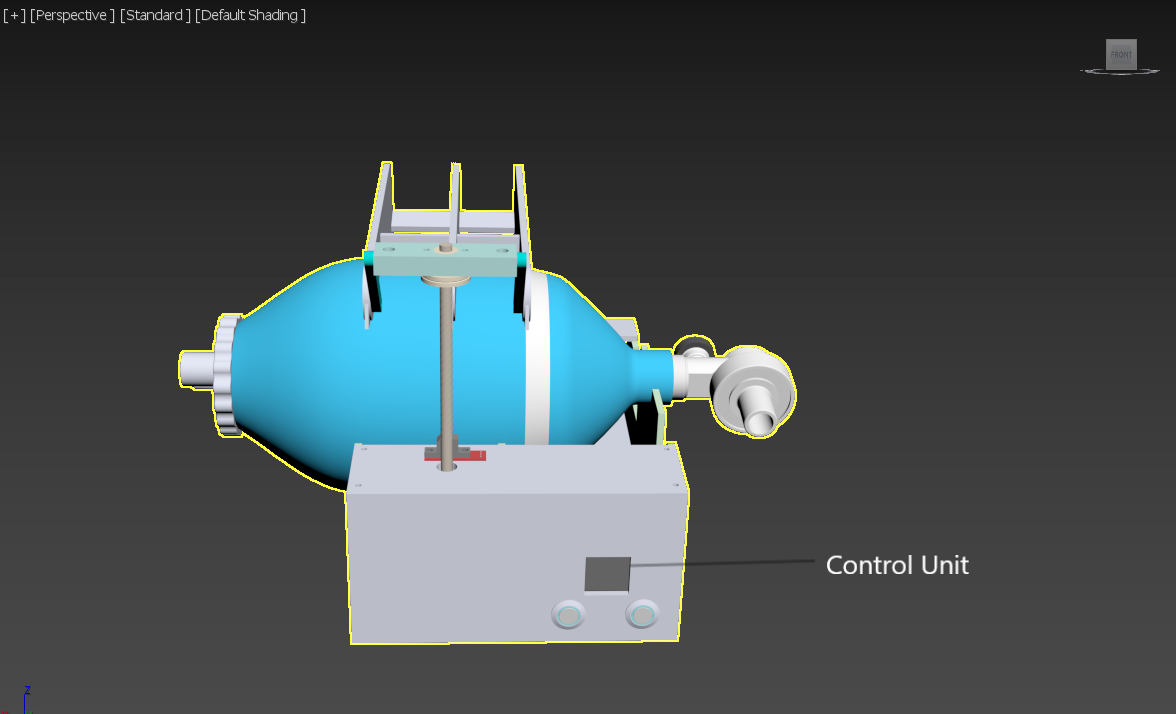 [ + ] [Perspective ] [Standard ] [Default Shading ]
FRONT
Control Unit
Z